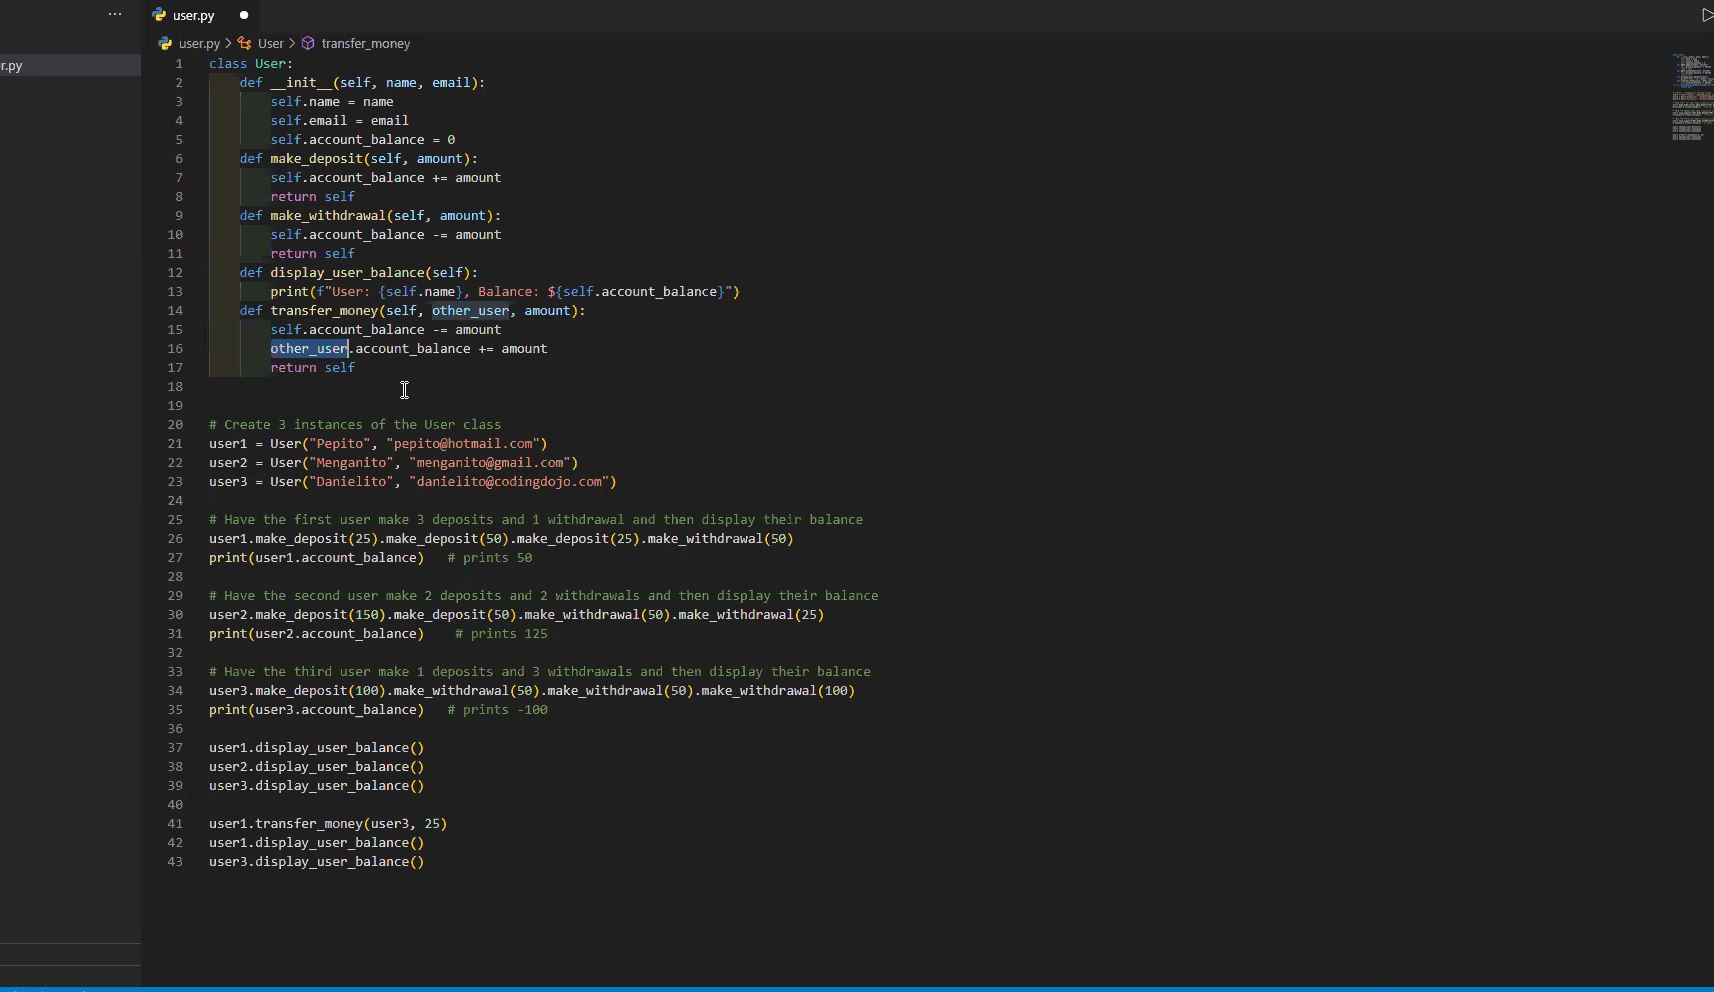 ...
user.py ●
user.py > User > transfer_money
r.py
1 class User:
2     def __init__(self, name, email):
3         self.name = name
4         self.email = email
5         self.account_balance = 0
6     def make_deposit(self, amount):
7         self.account_balance += amount
8         return self
9     def make_withdrawal(self, amount):
10         self.account_balance -= amount
11         return self
12     def display_user_balance(self):
13         print(f"User: {self.name}, Balance: ${self.account_balance}")
14     def transfer_money(self, other_user, amount):
15         self.account_balance -= amount
16         other_user.account_balance += amount
17         return self
18
19
20 # Create 3 instances of the User class
21 user1 = User("Pepito", "pepito@hotmail.com")
22 user2 = User("Menganito", "menganito@gmail.com")
23 user3 = User("Danielito", "danielito@codingdojo.com")
24
25 # Have the first user make 3 deposits and 1 withdrawal and then display their balance
26 user1.make_deposit(25).make_deposit(50).make_deposit(25).make_withdrawal(50)
27 print(user1.account_balance)   # prints 50
28
29 # Have the second user make 2 deposits and 2 withdrawals and then display their balance
30 user2.make_deposit(150).make_deposit(50).make_withdrawal(50).make_withdrawal(25)
31 print(user2.account_balance)    # prints 125
32
33 # Have the third user make 1 deposits and 3 withdrawals and then display their balance
34 user3.make_deposit(100).make_withdrawal(50).make_withdrawal(50).make_withdrawal(100)
35 print(user3.account_balance)   # prints -100
36
37 user1.display_user_balance()
38 user2.display_user_balance()
39 user3.display_user_balance()
40
41 user1.transfer_money(user3, 25)
42 user1.display_user_balance()
43 user3.display_user_balance()